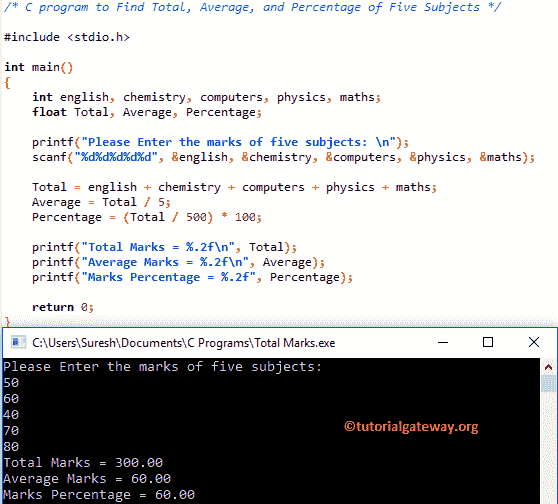 /* C program to Find Total, Average, and Percentage of Five Subjects */
#include <stdio.h>
int main()
{
    int english, chemistry, computers, physics, maths;
    float Total, Average, Percentage;
    printf("Please Enter the marks of five subjects: \n");
    scanf("%d%d%d%d%d", &english, &chemistry, &computers, &physics, &maths);
    Total = english + chemistry + computers + physics + maths;
    Average = Total / 5;
    Percentage = (Total / 500) * 100;
    printf("Total Marks = %.2f\n", Total);
    printf("Average Marks = %.2f\n", Average);
    printf("Marks Percentage = %.2f", Percentage);
    return 0;
}
C:\Users\Suresh\Documents\C Programs\Total Marks.exe
Please Enter the marks of five subjects:
50
60
40
70
80
©tutorialgateway.org
Total Marks = 300.00
Average Marks = 60.00
Marks Percentage = 60.00